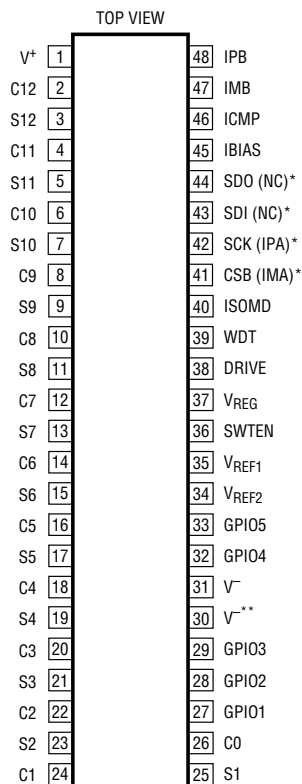 TOP VIEW
V⁺ 1 48 IPB
C12 2 47 IMB
S12 3 46 ICMP
C11 4 45 IBIAS
S11 5 44 SDO (NC)*
C10 6 43 SDI (NC)*
S10 7 42 SCK (IPA)*
C9 8 41 CSB (IMA)*
S9 9 40 ISOMD
C8 10 39 WDT
S8 11 38 DRIVE
C7 12 37 VREG
S7 13 36 SWTEN
C6 14 35 VREF1
S6 15 34 VREF2
C5 16 33 GPIO5
S5 17 32 GPIO4
C4 18 31 V⁻
S4 19 30 V⁻**
C3 20 29 GPIO3
S3 21 28 GPIO2
C2 22 27 GPIO1
S2 23 26 C0
C1 24 25 S1